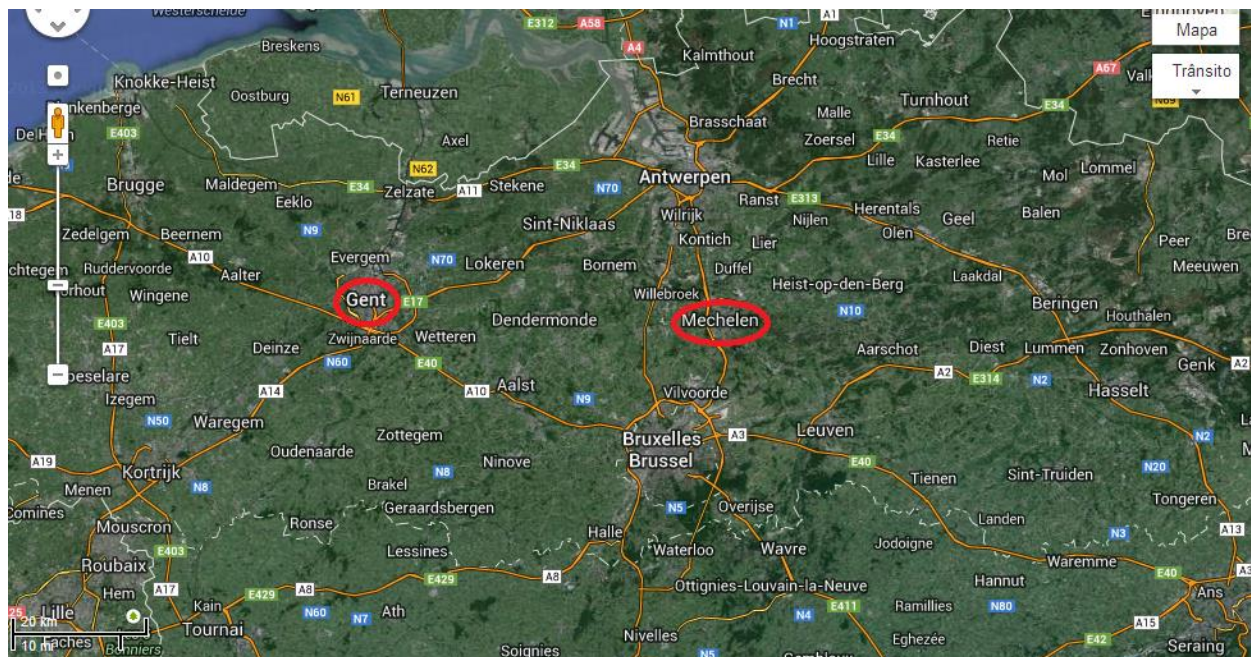 Westerschelde
E312
A58
N1
A1
Eindhoven
Breskens
A4
Kalmthout
Hoogstraten
Mapa
Knokke-Heist
Oostburg
N61
Terneuzen
Brecht
A67
Trânsito
Turnhout
E34
N69
Malle
Brasschaat
E403
Axel
Zoersel
E34
Retie
N62
E34
Lille
Kasterlee
Mol
Lommel
Brugge
Maldegem
E34
Zelzate
A11
Stekene
N70
Antwerpen
Eeklo
Ranst
E313
18
Wilrijk
Nijlen
Herentals
Geel
Balen
Zedelgem
Beernem
N9
Sint-Niklaas
Kontich
Lier
Olen
Peer
A10
Evergem
N70
Lokeren
Bornem
Duffel
Ruddervoorde
Aalter
Laakdal
Meeuwen
Wingene
Gent
E17
Willebroek
Heist-op-den-Berg
Beringen
E403
Dendermonde
Mechelen
N10
Houthalen
Tielt
Zwijnaarde
Wetteren
A17
Deinze
N60
E40
Aarschot
Diest
Lummen
Zonhoven
Genk
A2
A2
E314
N2
Izegem
A14
A10
Aalst
N9
Vilvoorde
Hasselt
N50
Waregem
Zottegem
Bruxelles
Brussel
A3
Leuven
N2
A19
Kortrijk
Oudenaarde
N8
Ninove
E40
N20
Menen
N8
Brakel
Tienen
Sint-Truiden
Comines
Geraardsbergen
N5
Overijse
Tongeren
Mouscron
Ronse
Halle
Landen
A13
E403
Lessines
Waterloo
Wavre
Jodoigne
N3
Roubaix
Waremme
Hem
A17
E429
A8
E429
A8
Ottignies-Louvain-la-Neuve
Hannut
E40
Ans
Lille
Kain
N60
N7
Ath
N4
E411
Ramillies
N80
20 km
Tournai
A15
10 mi
Bonniers
Soignies
Nivelles
N5
Eghezée
E42
Seraing